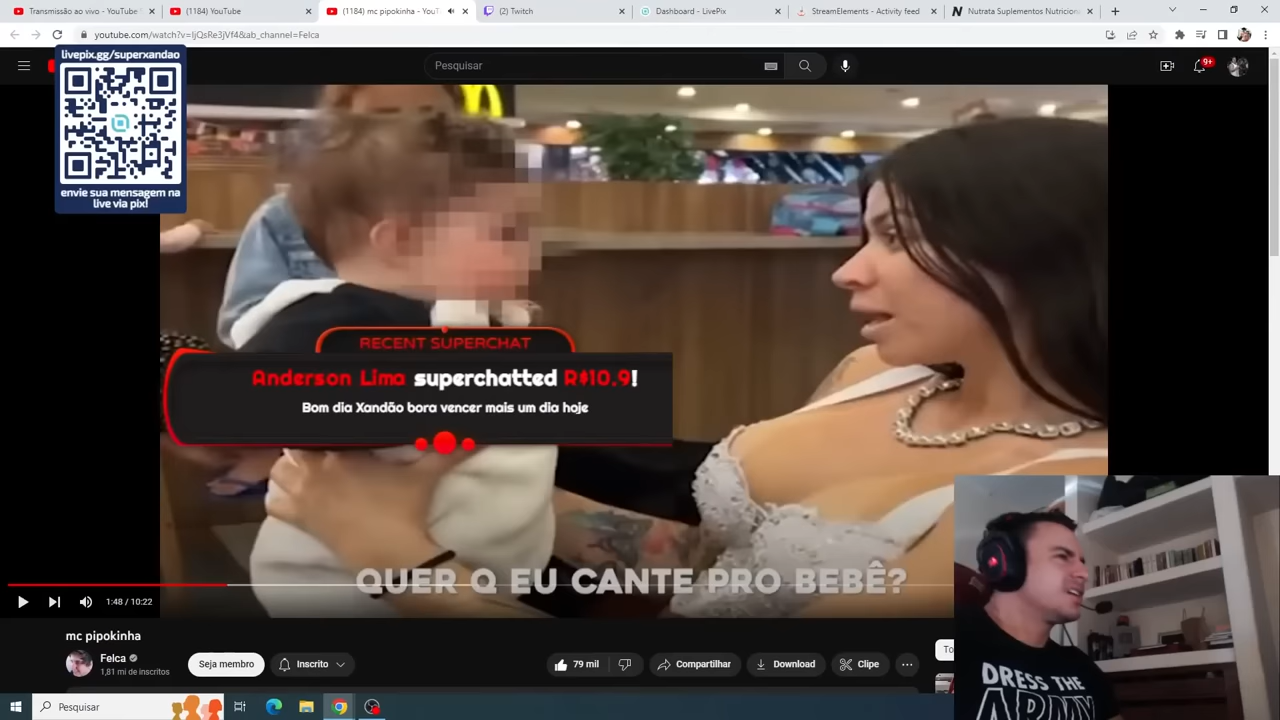 Transmissão ao vivo - YouTube S
(1184) YouTube
(1184) mc pipokinha - YouT
(2) Twitch
Dashboard - LivePix
StreamElements - Activity feed
Nutrata Suplementos Nutricion
youtube.com/watch?v=IjQsRe3jVf4&ab_channel=Felca
livepix.gg/superxandao
envie sua mensagem na
live via pix!
Pesquisar
9+
RECENT SUPERCHAT
Anderson Lima superchatted R$10.9!
Bom dia Xandão bora vencer mais um dia hoje
QUER Q EU CANTE PRO BEBÊ?
1:48 / 10:22
mc pipokinha
Felca
1,81 mi de inscritos
Seja membro
Inscrito
79 mil
Compartilhar
Download
Clipe
To
DRESS THE
ARMY
Pesquisar